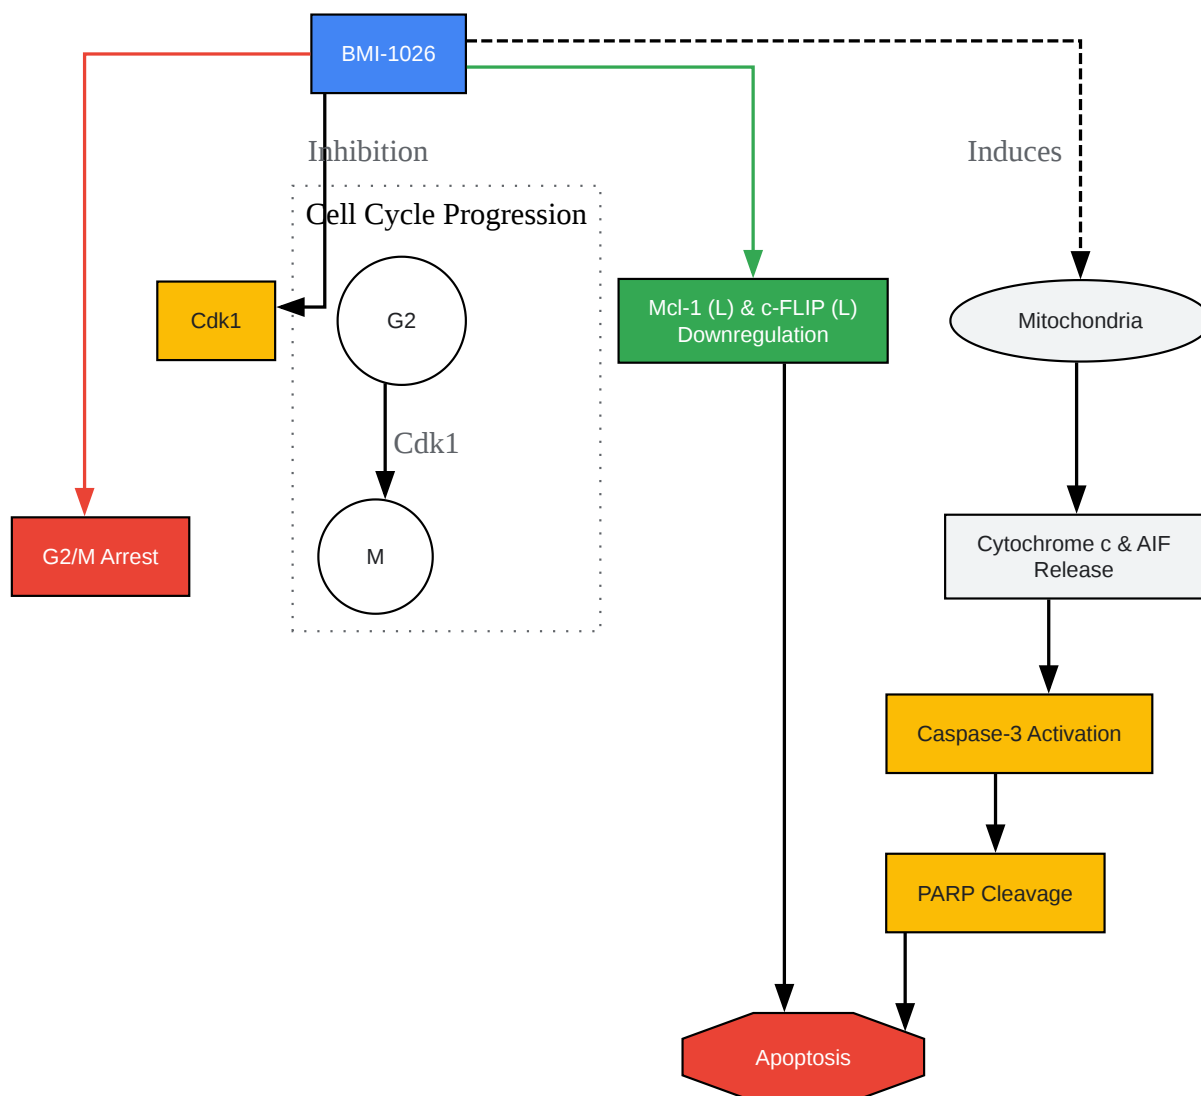 BMI-1026
Inhibition
Induces
Cell Cycle Progression
Cdk1
G2
Mcl-1 (L) & c-FLIP (L)
Downregulation
Mitochondria
Cdk1
G2/M Arrest
M
Cytochrome c & AIF
Release
Caspase-3 Activation
PARP Cleavage
Apoptosis